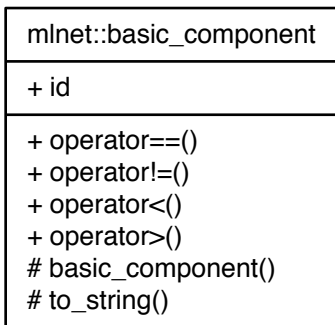 mlnet::basic_component
+ id
+ operator==()
+ operator!=()
+ operator<()
+ operator>()
# basic_component()
# to_string()